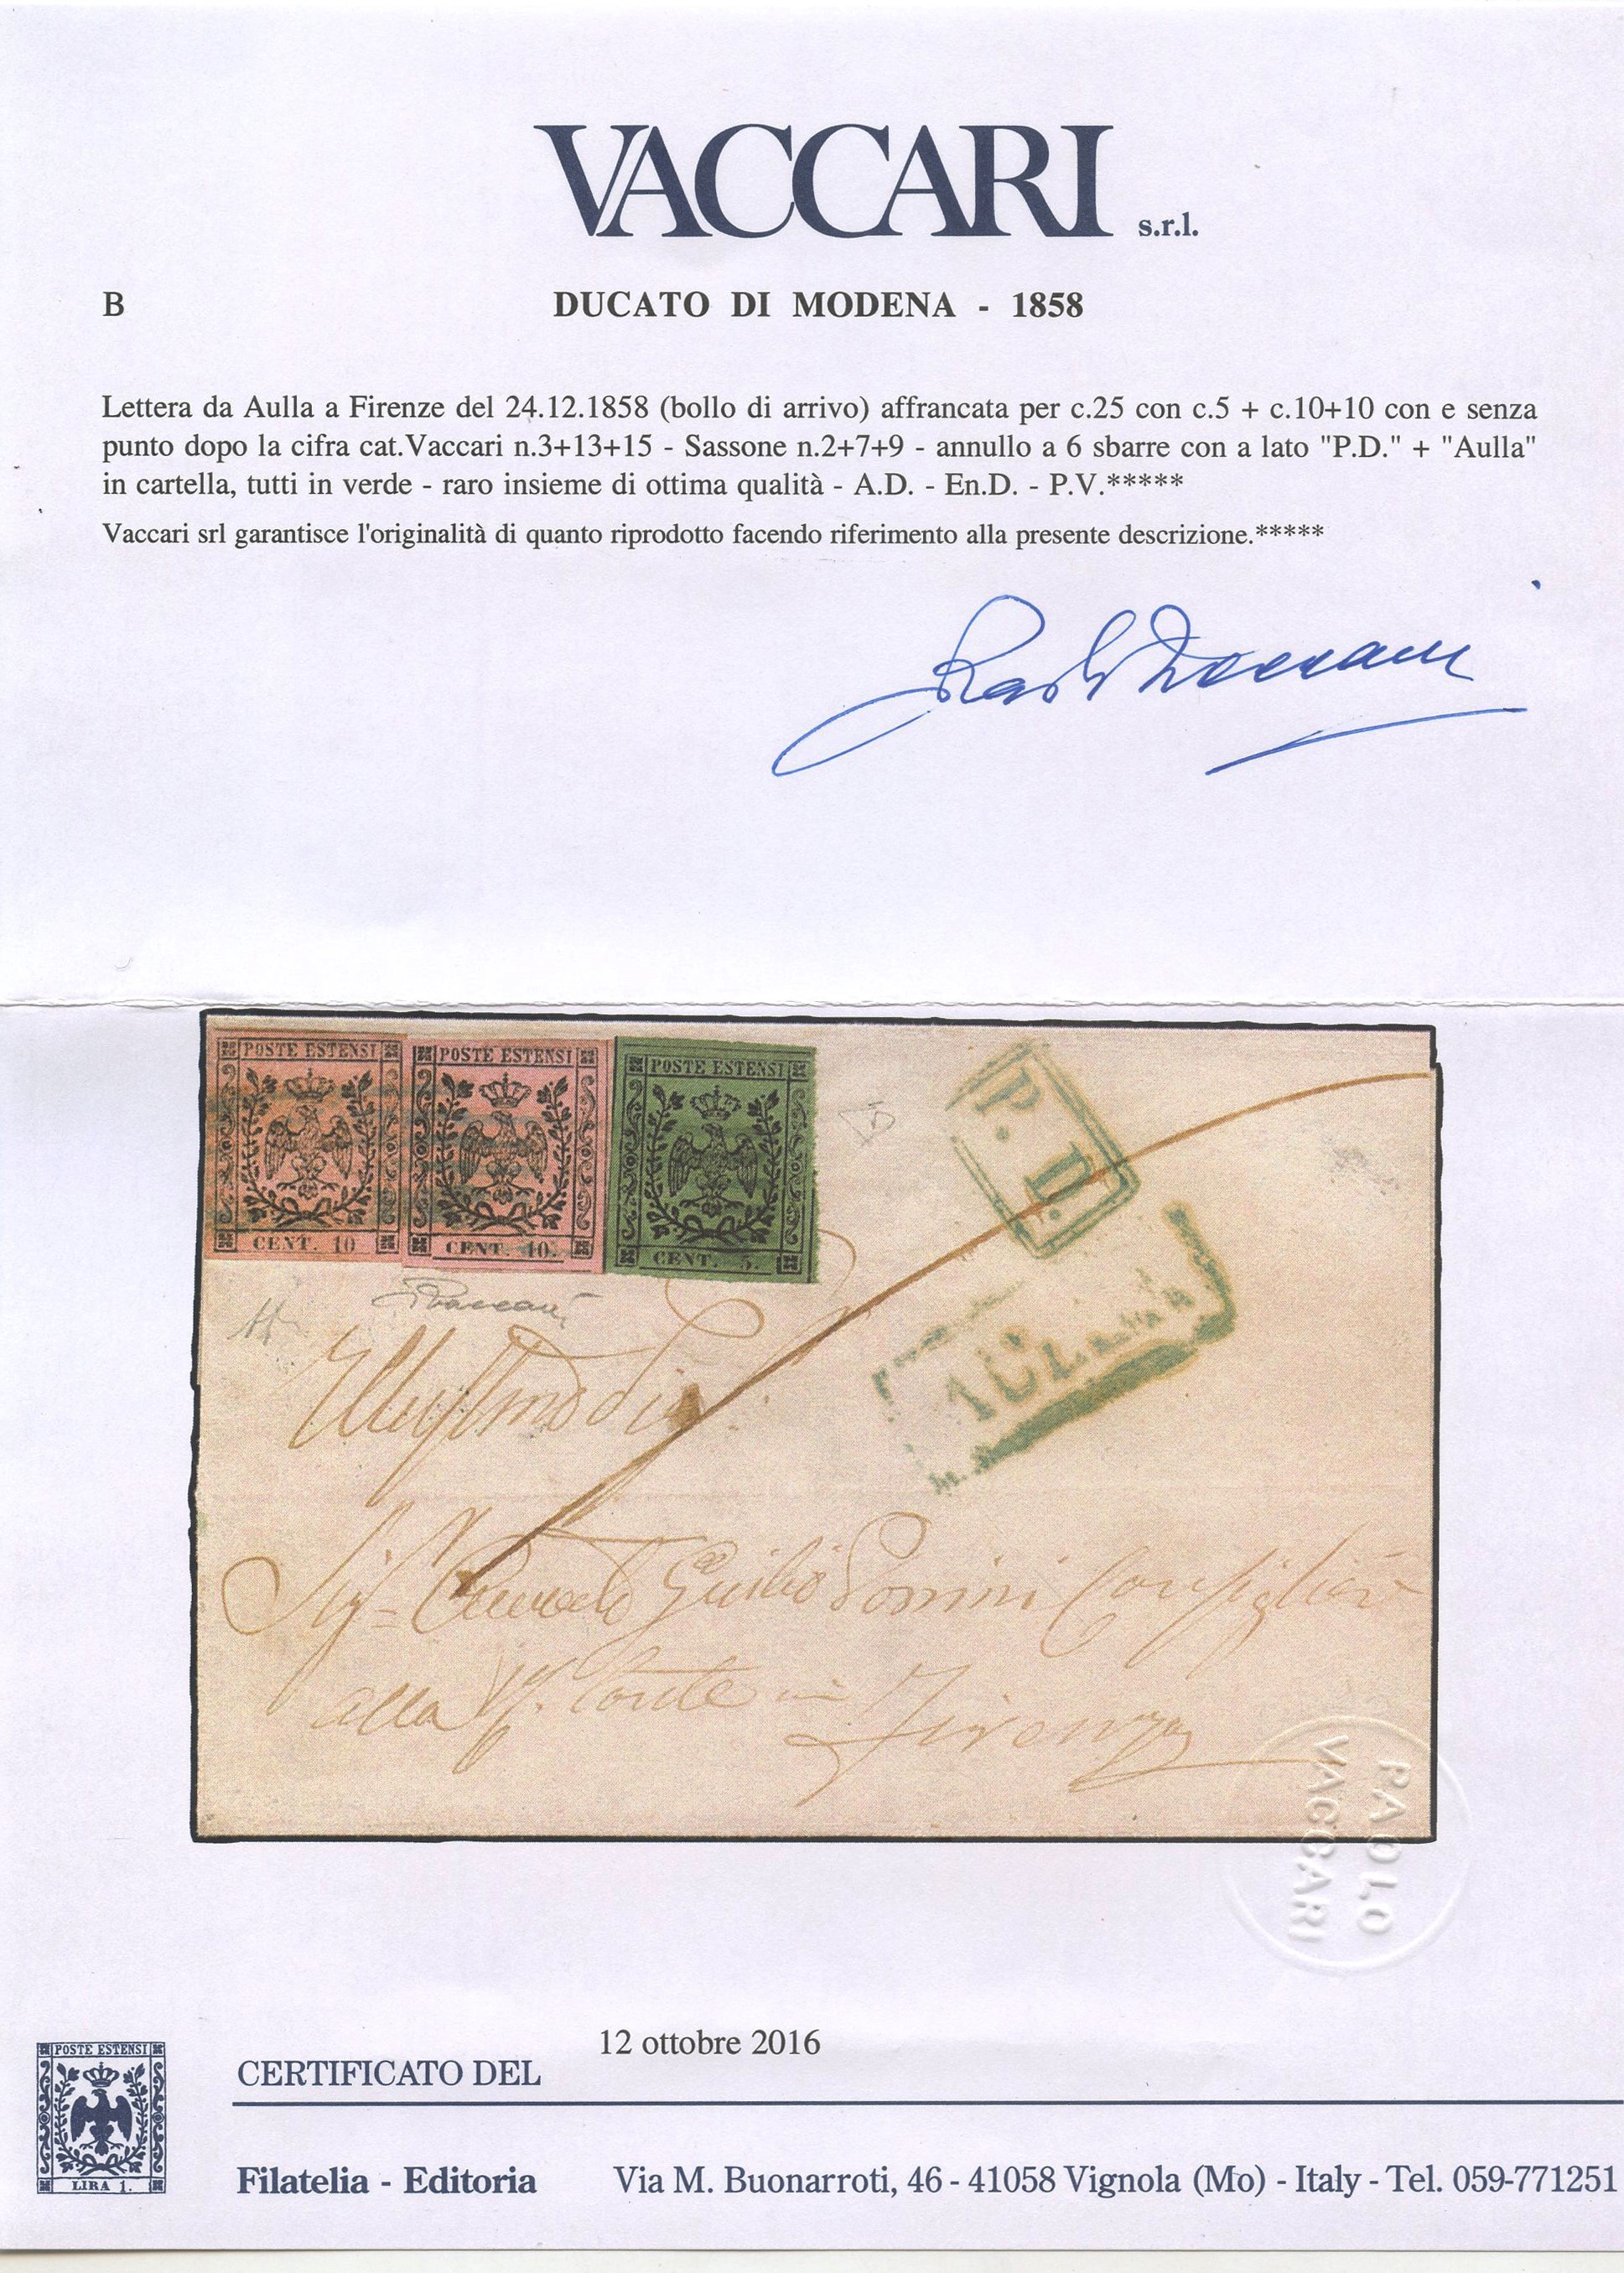 VACCARI s.r.l.
B
DUCATO DI MODENA - 1858
Lettera da Aulla a Firenze del 24.12.1858 (bollo di arrivo) affrancata per c.25 con c.5 + c.10+10 con e senza
punto dopo la cifra cat.Vaccari n.3+13+15 - Sassone n.2+7+9 - annullo a 6 sbarre con a lato "P.D." + "Aulla"
in cartella, tutti in verde - raro insieme di ottima qualità - A.D. - En.D. - P.V.*****
Vaccari srl garantisce l'originalità di quanto riprodotto facendo riferimento alla presente descrizione.*****
POSTE ESTENSI
CENT. 10
POSTE ESTENSI
CENT. 10.
POSTE ESTENSI
CENT. 5.
P. D.
AULLA
Giulio Consiglier
alla in Firenze
PAOLO
VACCARI
POSTE ESTENSI
LIRA 1.
CERTIFICATO DEL 12 ottobre 2016
Filatelia - Editoria Via M. Buonarroti, 46 - 41058 Vignola (Mo) - Italy - Tel. 059-771251